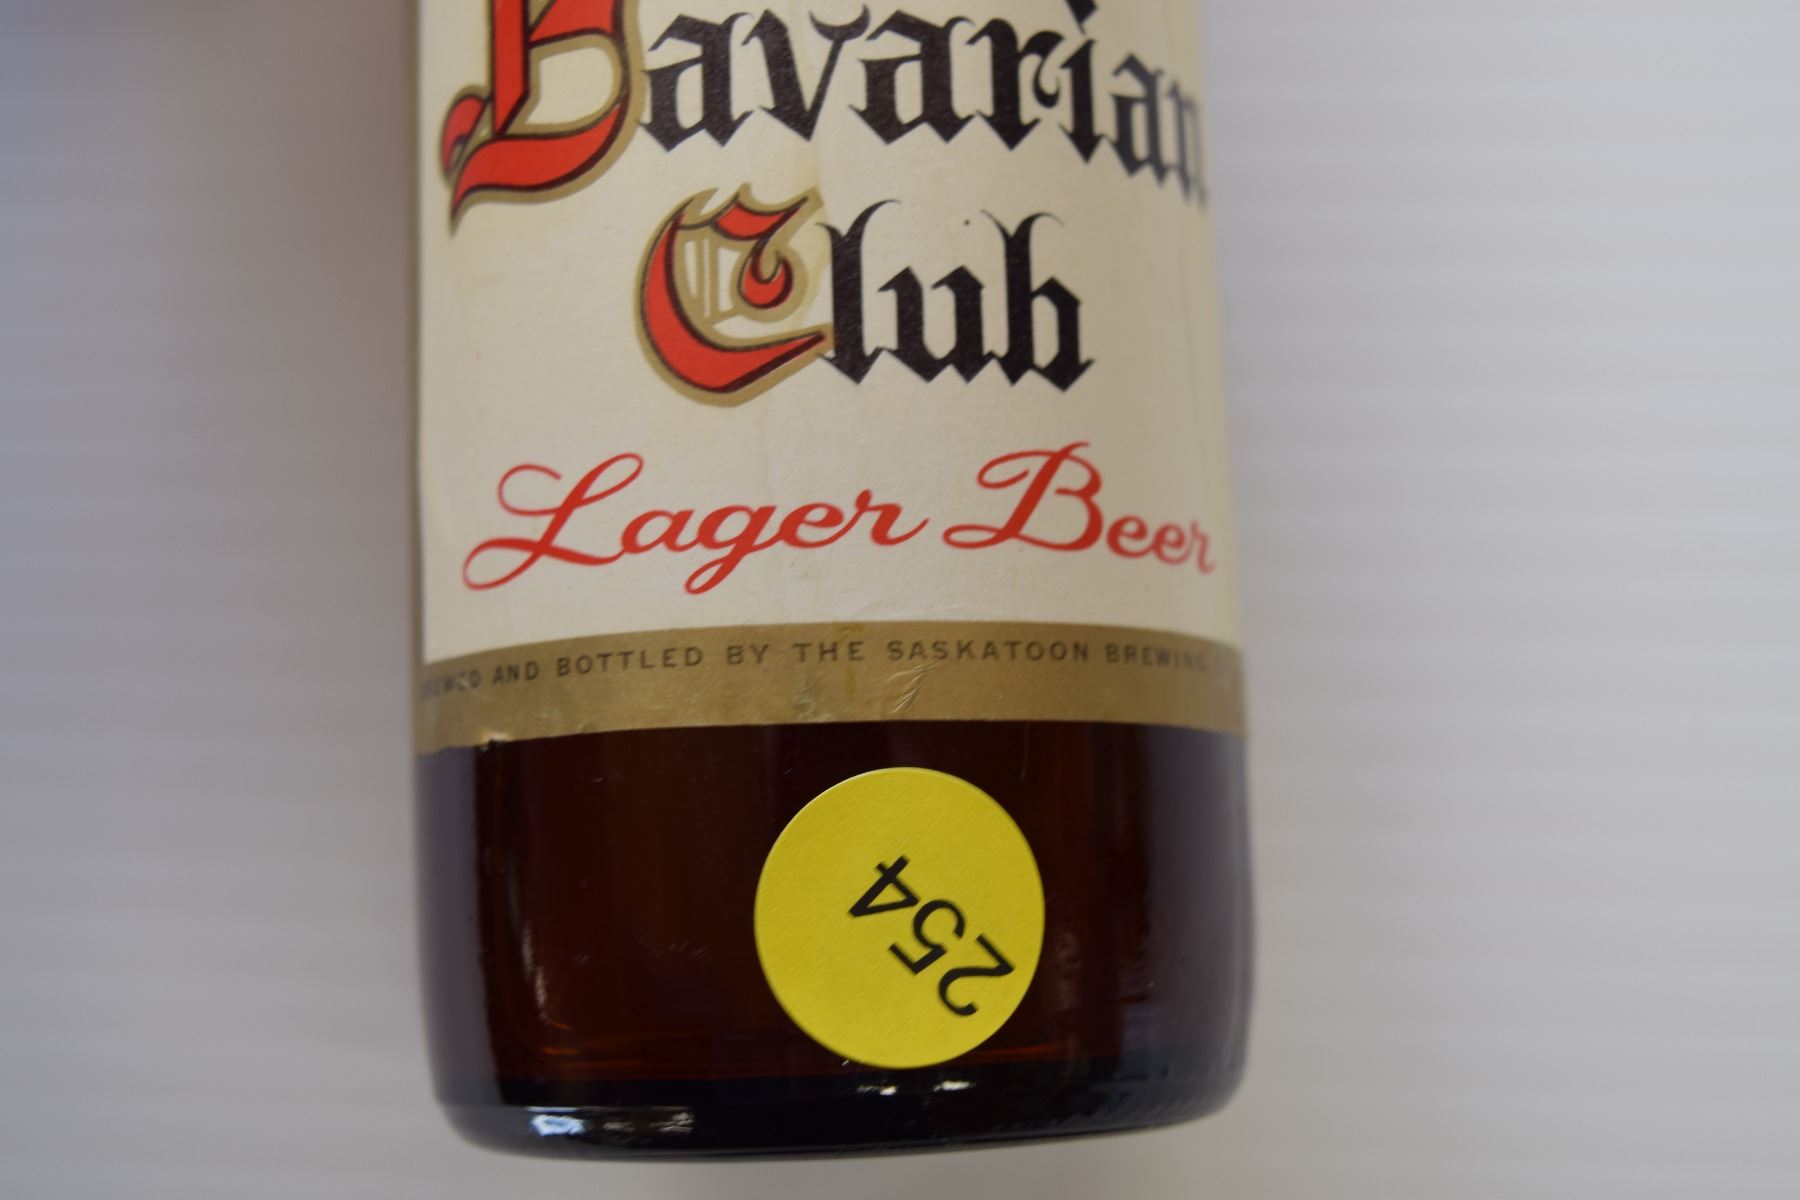 Bavarian
Club
Lager Beer
BREWED AND BOTTLED BY THE SASKATOON BREWING
254